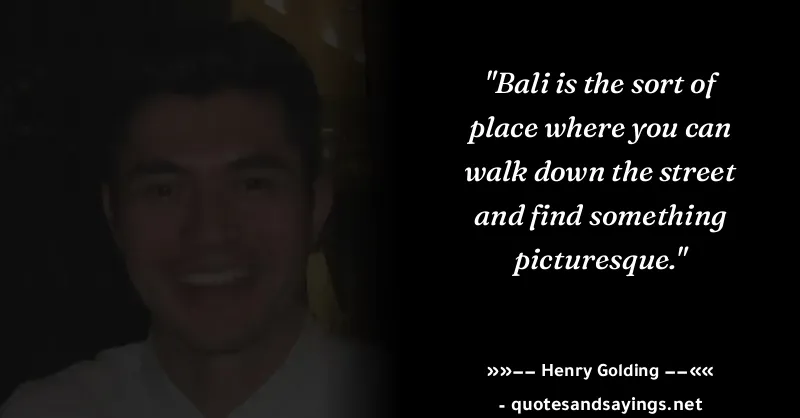 "Bali is the sort of
place where you can
walk down the street
and find something
picturesque."
»»−− Henry Golding −−««
- quotesandsayings.net